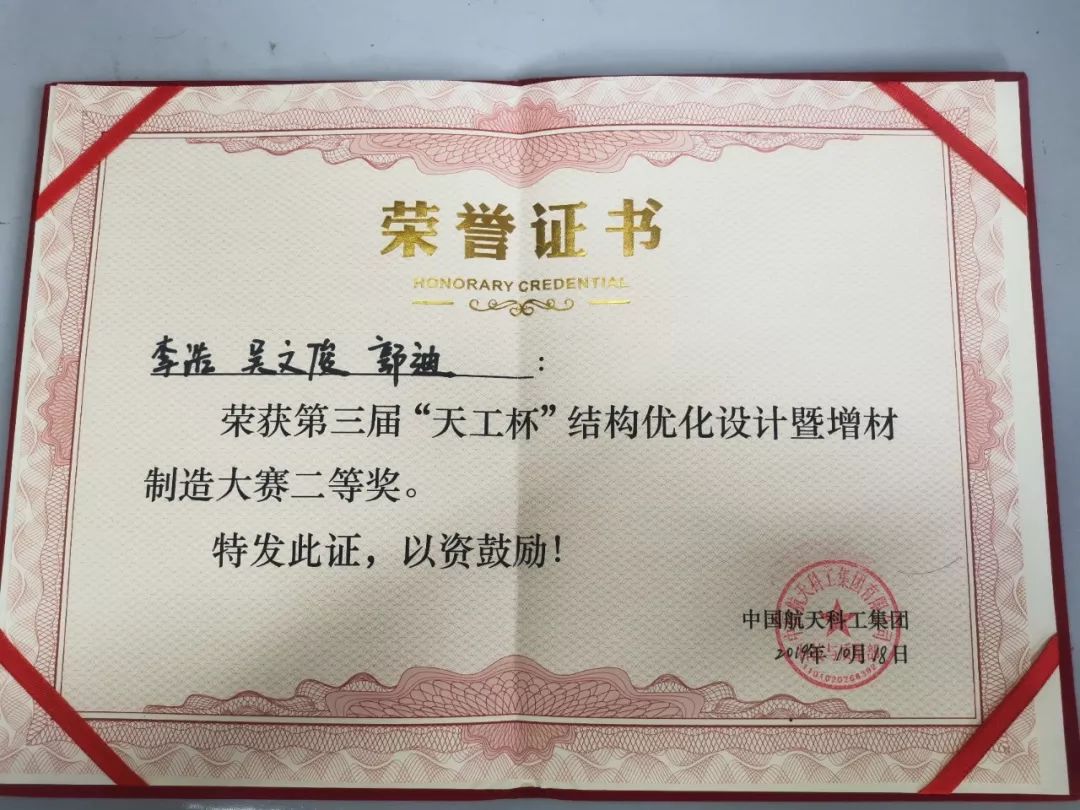 荣誉证书
HONORARY CREDENTIAL
李浩 吴文俊 郭迪:
荣获第三届“天工杯”结构优化设计暨增材
制造大赛二等奖。
特发此证，以资鼓励！
中国航天科工集团
2019年10月18日